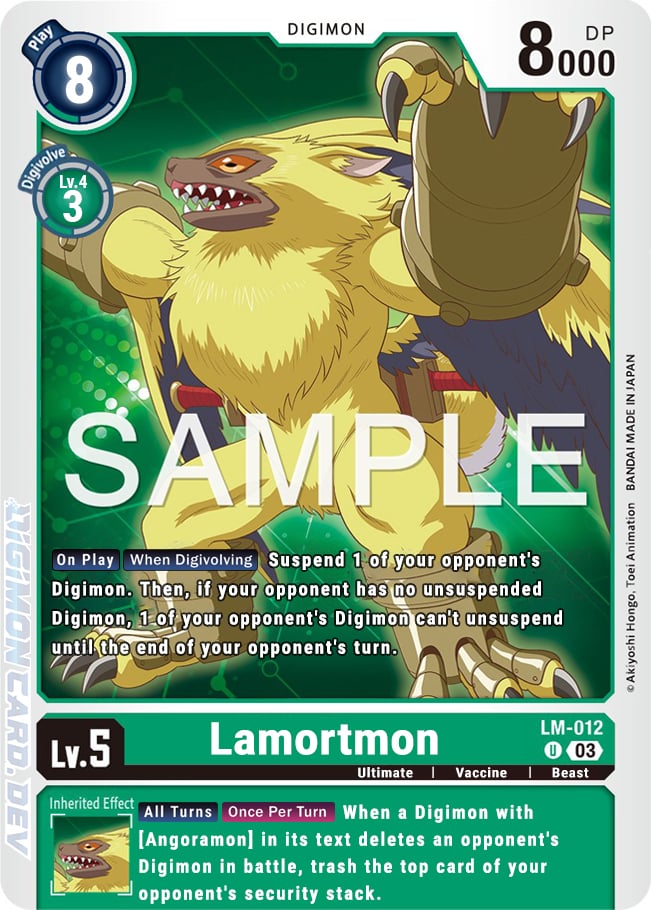 DIGIMON
Play
8
DP
8000
Digivolve
Lv.4
3
SAMPLE
On Play When Digivolving Suspend 1 of your opponent's
Digimon. Then, if your opponent has no unsuspended
Digimon, 1 of your opponent's Digimon can't unsuspend
until the end of your opponent's turn.
© Akiyoshi Hongo, Toei Animation BANDAI MADE IN JAPAN
DIGIMONCARD.DEV
Lv.5
Lamortmon
LM-012
U 03
Ultimate | Vaccine | Beast
Inherited Effect
All Turns Once Per Turn When a Digimon with
[Angoramon] in its text deletes an opponent's
Digimon in battle, trash the top card of your
opponent's security stack.